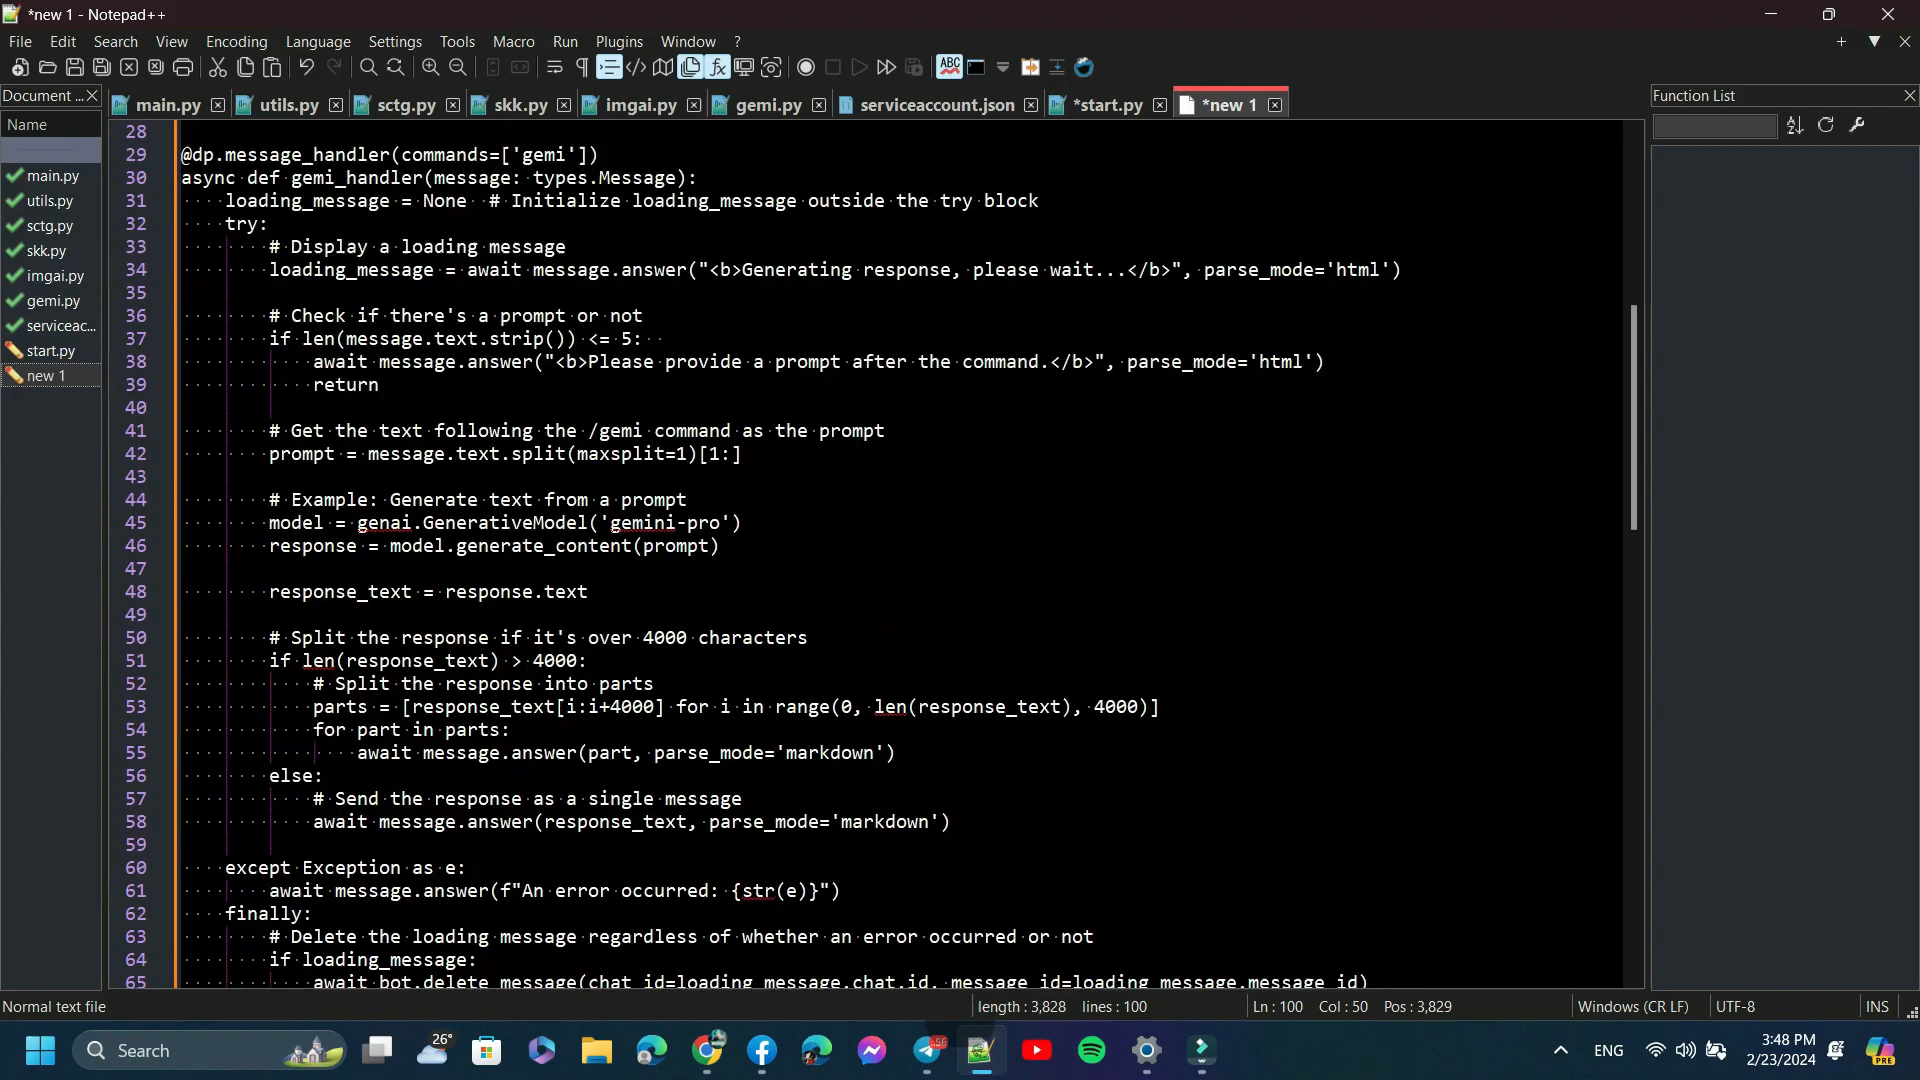 *new 1 - Notepad++
File Edit Search View Encoding Language Settings Tools Macro Run Plugins Window ?
Document ...
main.py utils.py sctg.py skk.py imgai.py gemi.py serviceaccount.json *start.py *new 1
Function List
Name
main.py
utils.py
sctg.py
skk.py
imgai.py
gemi.py
serviceac...
start.py
new 1
28
29 @dp.message_handler(commands=['gemi'])
30 async def gemi_handler(message: types.Message):
31 loading_message = None # Initialize loading_message outside the try block
32 try:
33 # Display a loading message
34 loading_message = await message.answer("<b>Generating response, please wait...</b>", parse_mode='html')
35
36 # Check if there's a prompt or not
37 if len(message.text.strip()) <= 5:
38 await message.answer("<b>Please provide a prompt after the command.</b>", parse_mode='html')
39 return
40
41 # Get the text following the /gemi command as the prompt
42 prompt = message.text.split(maxsplit=1)[1:]
43
44 # Example: Generate text from a prompt
45 model = genai.GenerativeModel('gemini-pro')
46 response = model.generate_content(prompt)
47
48 response_text = response.text
49
50 # Split the response if it's over 4000 characters
51 if len(response_text) > 4000:
52 # Split the response into parts
53 parts = [response_text[i:i+4000] for i in range(0, len(response_text), 4000)]
54 for part in parts:
55 await message.answer(part, parse_mode='markdown')
56 else:
57 # Send the response as a single message
58 await message.answer(response_text, parse_mode='markdown')
59
60 except Exception as e:
61 await message.answer(f"An error occurred: {str(e)}")
62 finally:
63 # Delete the loading message regardless of whether an error occurred or not
64 if loading_message:
65 await bot.delete_message(chat_id=loading_message.chat.id, message_id=loading_message.message_id)
Normal text file length : 3,828 lines : 100 Ln : 100 Col : 50 Pos : 3,829 Windows (CR LF) UTF-8 INS
Search 26° 56 ENG 3:48 PM
2/23/2024
PRE